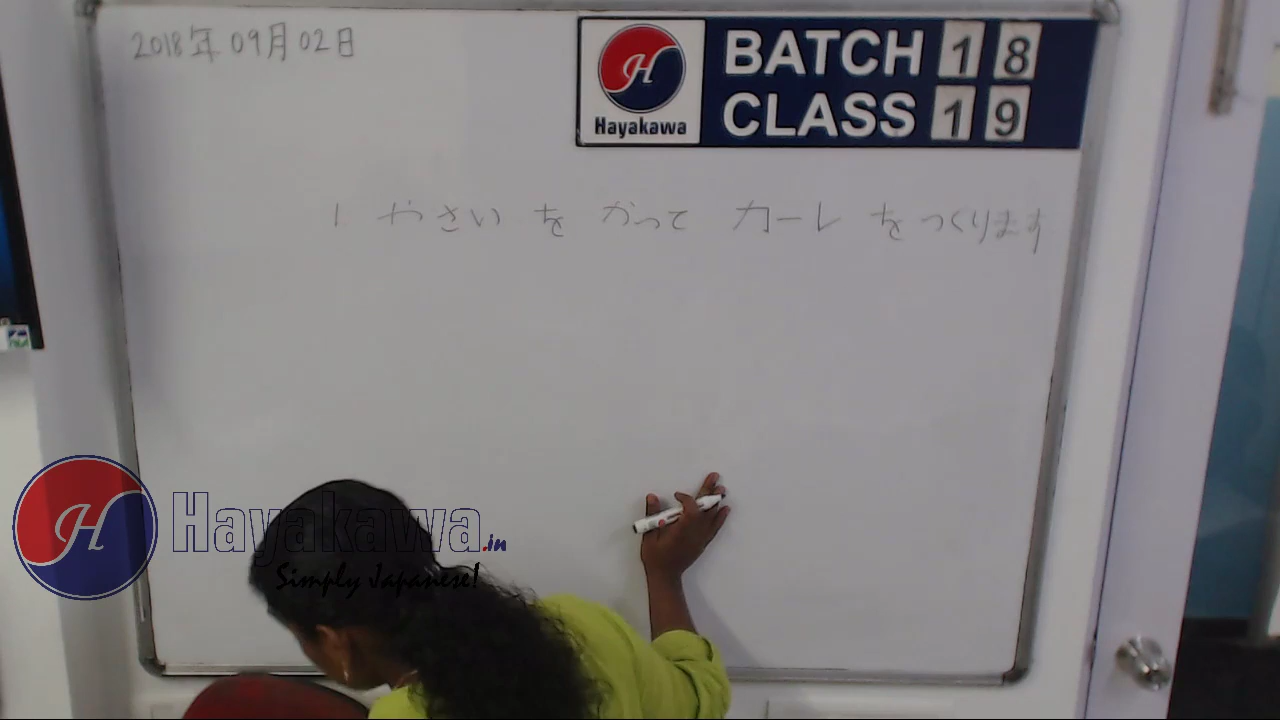 2018年09月02日
H
Hayakawa
BATCH 18
CLASS 19
1 やさい を かって カーレ を つくります
H
Hayakawa.in
Simply Japanese!